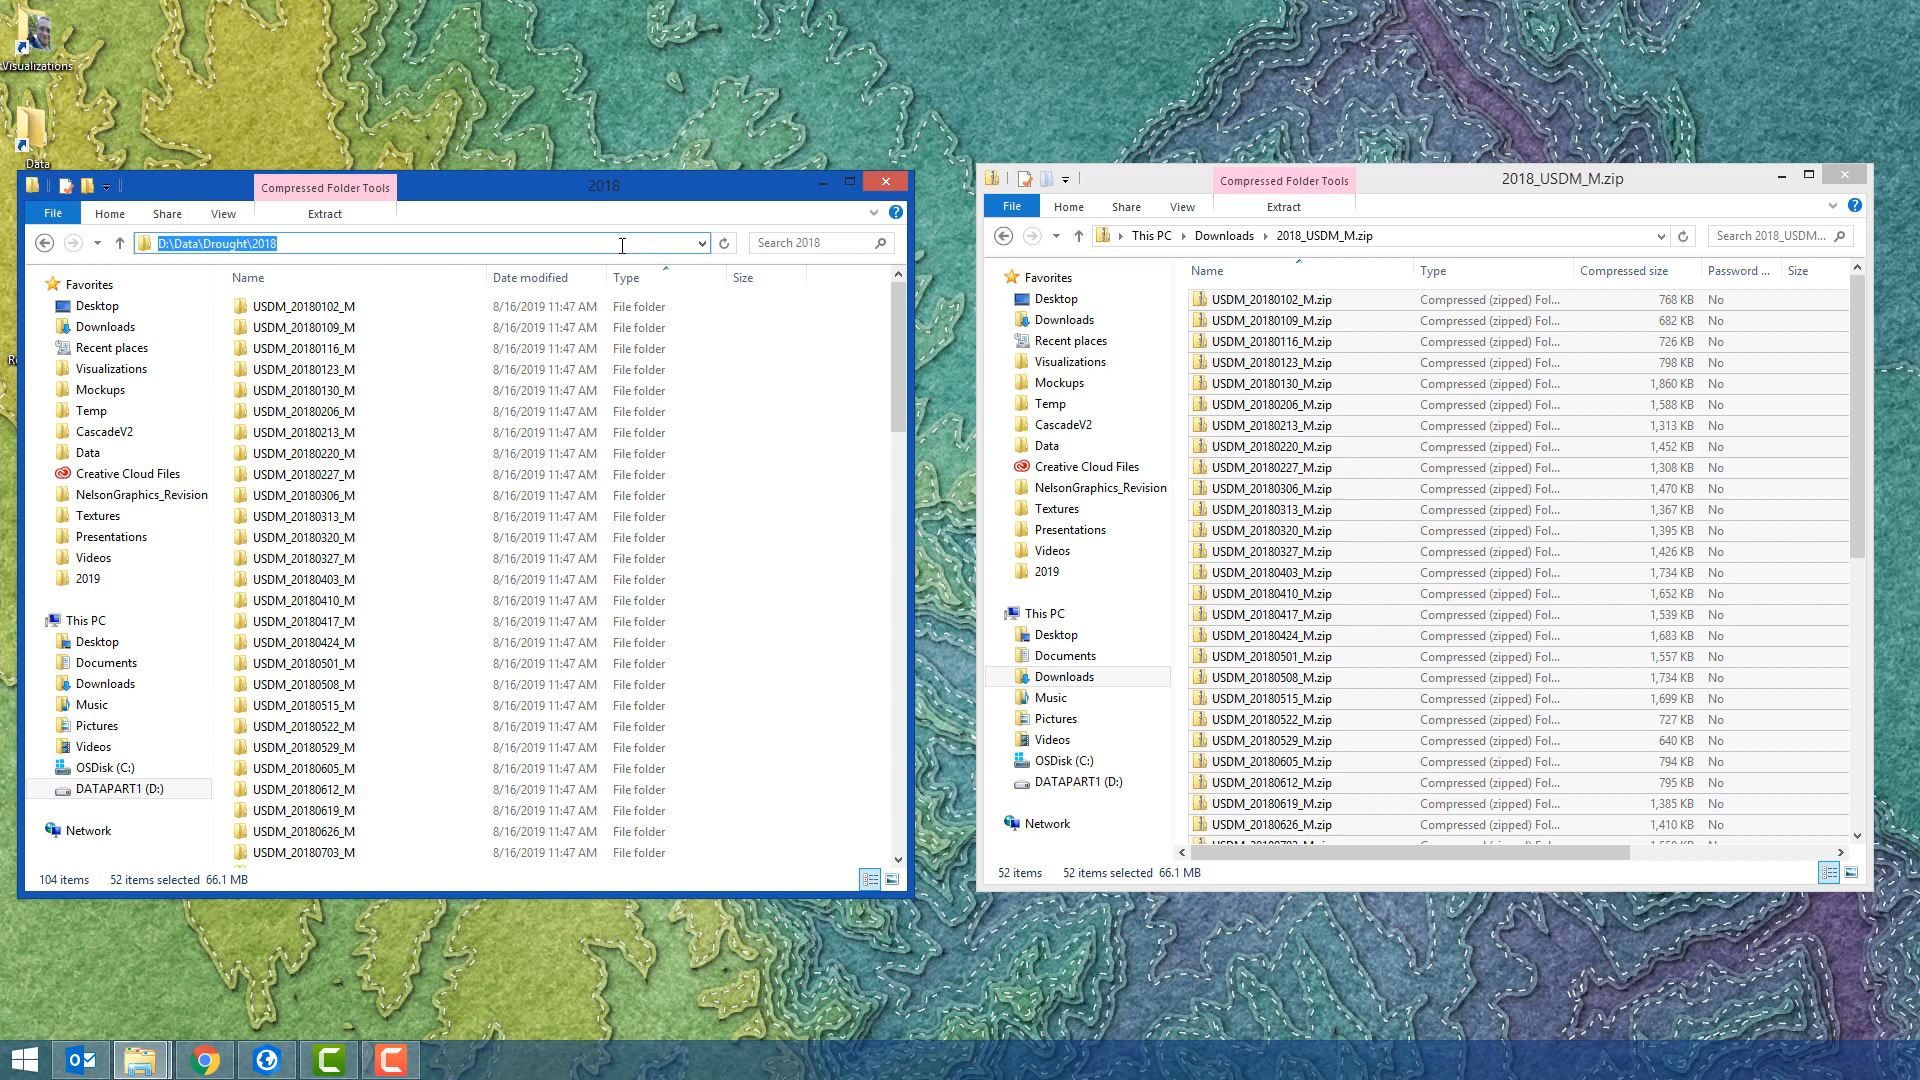 Visualizations
Data
Compressed Folder Tools
2018
File
Home
Share
View
Extract
D:\Data\Drought\2018
Search 2018
Name
Date modified
Type
Size
Favorites
Desktop
Downloads
Recent places
Visualizations
Mockups
Temp
CascadeV2
Data
Creative Cloud Files
NelsonGraphics_Revision
Textures
Presentations
Videos
2019
This PC
Desktop
Documents
Downloads
Music
Pictures
Videos
OSDisk (C:)
DATAPART1 (D:)
Network
USDM_20180102_M 8/16/2019 11:47 AM File folder
USDM_20180109_M 8/16/2019 11:47 AM File folder
USDM_20180116_M 8/16/2019 11:47 AM File folder
USDM_20180123_M 8/16/2019 11:47 AM File folder
USDM_20180130_M 8/16/2019 11:47 AM File folder
USDM_20180206_M 8/16/2019 11:47 AM File folder
USDM_20180213_M 8/16/2019 11:47 AM File folder
USDM_20180220_M 8/16/2019 11:47 AM File folder
USDM_20180227_M 8/16/2019 11:47 AM File folder
USDM_20180306_M 8/16/2019 11:47 AM File folder
USDM_20180313_M 8/16/2019 11:47 AM File folder
USDM_20180320_M 8/16/2019 11:47 AM File folder
USDM_20180327_M 8/16/2019 11:47 AM File folder
USDM_20180403_M 8/16/2019 11:47 AM File folder
USDM_20180410_M 8/16/2019 11:47 AM File folder
USDM_20180417_M 8/16/2019 11:47 AM File folder
USDM_20180424_M 8/16/2019 11:47 AM File folder
USDM_20180501_M 8/16/2019 11:47 AM File folder
USDM_20180508_M 8/16/2019 11:47 AM File folder
USDM_20180515_M 8/16/2019 11:47 AM File folder
USDM_20180522_M 8/16/2019 11:47 AM File folder
USDM_20180529_M 8/16/2019 11:47 AM File folder
USDM_20180605_M 8/16/2019 11:47 AM File folder
USDM_20180612_M 8/16/2019 11:47 AM File folder
USDM_20180619_M 8/16/2019 11:47 AM File folder
USDM_20180626_M 8/16/2019 11:47 AM File folder
USDM_20180703_M 8/16/2019 11:47 AM File folder
104 items 52 items selected 66.1 MB
Compressed Folder Tools
2018_USDM_M.zip
File
Home
Share
View
Extract
This PC
Downloads
2018_USDM_M.zip
Search 2018_USDM...
Name
Type
Compressed size
Password ...
Size
Favorites
Desktop
Downloads
Recent places
Visualizations
Mockups
Temp
CascadeV2
Data
Creative Cloud Files
NelsonGraphics_Revision
Textures
Presentations
Videos
2019
This PC
Desktop
Documents
Downloads
Music
Pictures
Videos
OSDisk (C:)
DATAPART1 (D:)
Network
USDM_20180102_M.zip Compressed (zipped) Fol... 768 KB No
USDM_20180109_M.zip Compressed (zipped) Fol... 682 KB No
USDM_20180116_M.zip Compressed (zipped) Fol... 726 KB No
USDM_20180123_M.zip Compressed (zipped) Fol... 798 KB No
USDM_20180130_M.zip Compressed (zipped) Fol... 1,860 KB No
USDM_20180206_M.zip Compressed (zipped) Fol... 1,588 KB No
USDM_20180213_M.zip Compressed (zipped) Fol... 1,313 KB No
USDM_20180220_M.zip Compressed (zipped) Fol... 1,452 KB No
USDM_20180227_M.zip Compressed (zipped) Fol... 1,308 KB No
USDM_20180306_M.zip Compressed (zipped) Fol... 1,470 KB No
USDM_20180313_M.zip Compressed (zipped) Fol... 1,367 KB No
USDM_20180320_M.zip Compressed (zipped) Fol... 1,395 KB No
USDM_20180327_M.zip Compressed (zipped) Fol... 1,426 KB No
USDM_20180403_M.zip Compressed (zipped) Fol... 1,734 KB No
USDM_20180410_M.zip Compressed (zipped) Fol... 1,652 KB No
USDM_20180417_M.zip Compressed (zipped) Fol... 1,539 KB No
USDM_20180424_M.zip Compressed (zipped) Fol... 1,683 KB No
USDM_20180501_M.zip Compressed (zipped) Fol... 1,557 KB No
USDM_20180508_M.zip Compressed (zipped) Fol... 1,734 KB No
USDM_20180515_M.zip Compressed (zipped) Fol... 1,699 KB No
USDM_20180522_M.zip Compressed (zipped) Fol... 727 KB No
USDM_20180529_M.zip Compressed (zipped) Fol... 640 KB No
USDM_20180605_M.zip Compressed (zipped) Fol... 794 KB No
USDM_20180612_M.zip Compressed (zipped) Fol... 795 KB No
USDM_20180619_M.zip Compressed (zipped) Fol... 1,385 KB No
USDM_20180626_M.zip Compressed (zipped) Fol... 1,410 KB No
52 items 52 items selected 66.1 MB